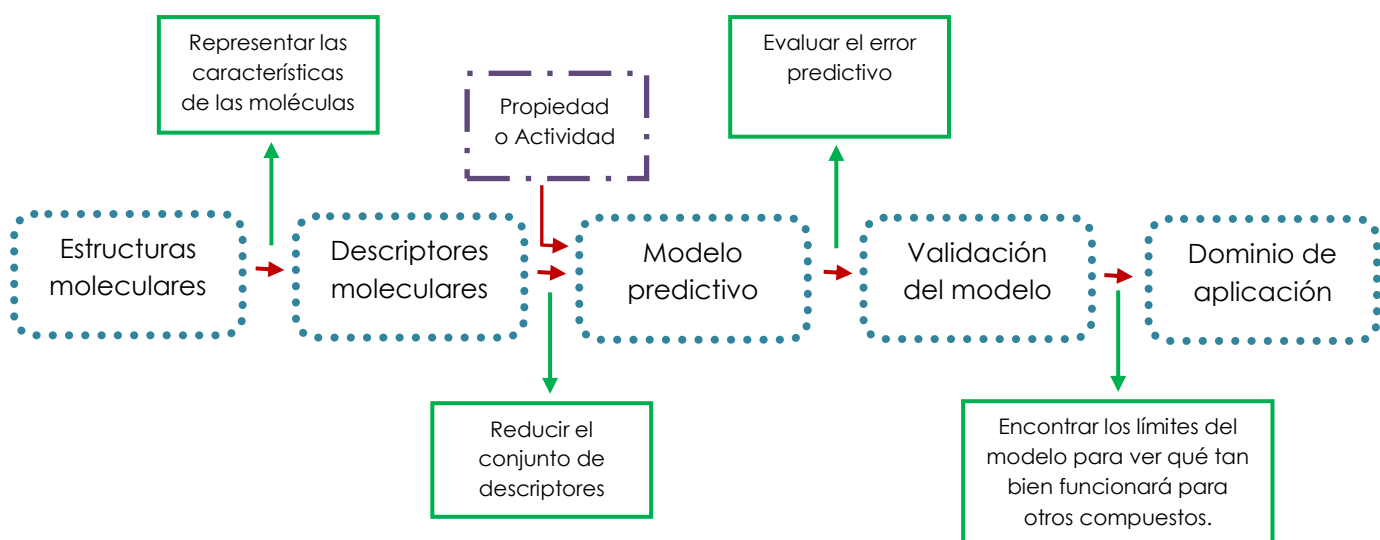 Representar las
características
de las moléculas
Propiedad
o Actividad
Evaluar el error
predictivo
Estructuras
moleculares
Descriptores
moleculares
Modelo
predictivo
Validación
del modelo
Dominio de
aplicación
Reducir el
conjunto de
descriptores
Encontrar los límites del
modelo para ver qué tan
bien funcionará para
otros compuestos.